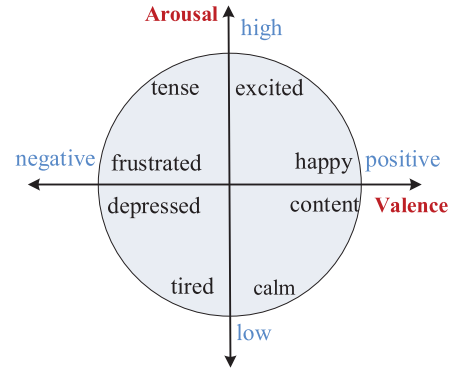 Arousal
high
tense excited
negative frustrated happy positive
depressed content Valence
tired calm
low